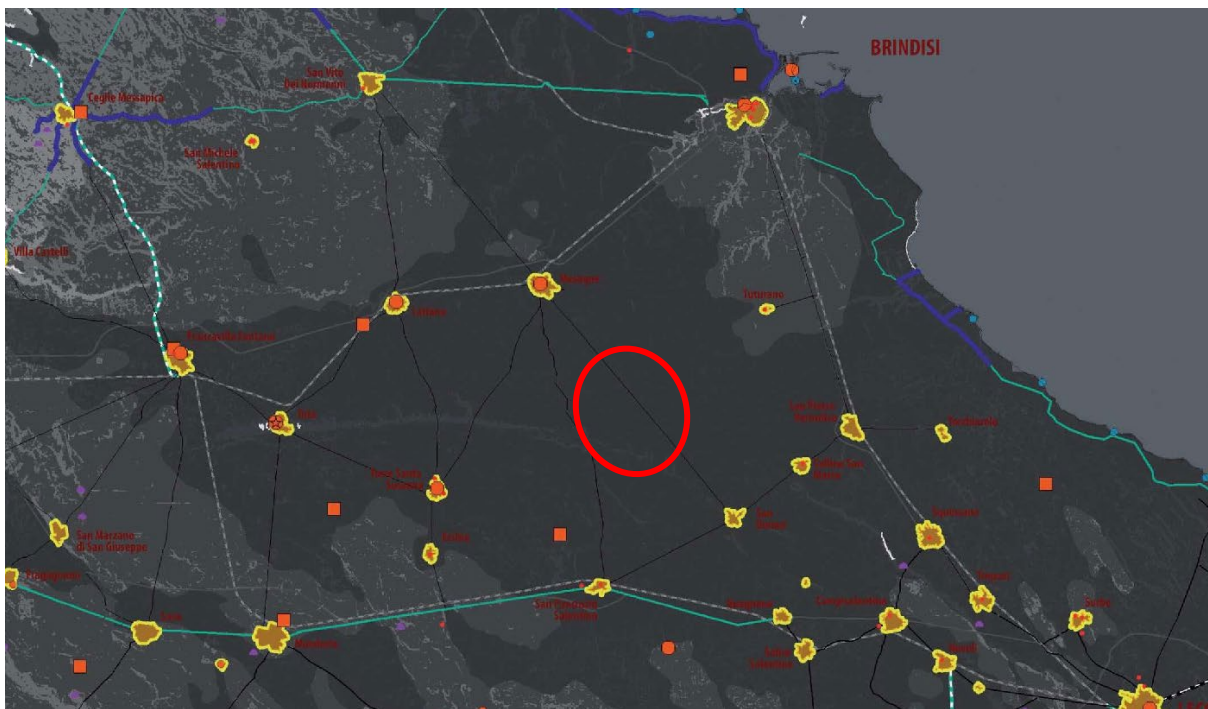 BRINDISI
San Vito
Dei Normanni
Ceglie Messapica
San Michele
Salentino
Villa Castelli
Mesagne
Tuturano
Latiano
Francavilla Fontana
Oria
San Pietro
Vernotico
Torchiarolo
Torre Santa
Susanna
Cellino San
Marco
San
Donaci
Squinzano
San Marzano
di San Giuseppe
Erchia
Fragagnano
Trepuzzi
San Pancrazio
Salentino
Sava
Manduria
Guagnano
Campi Salentina
Surbo
Salice
Salentino
Novoli